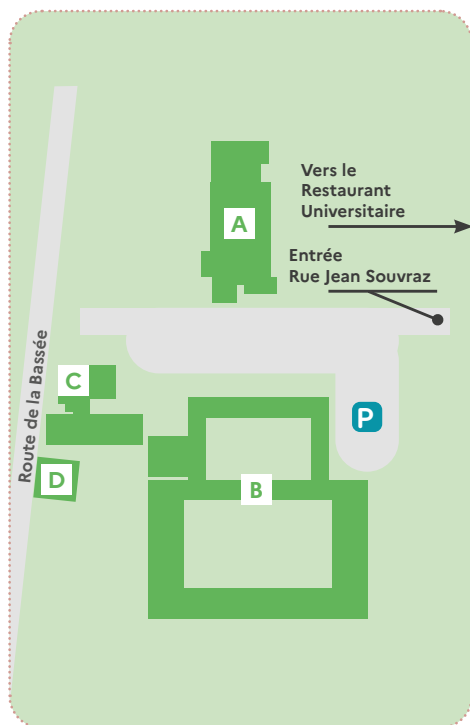 A
Vers le
Restaurant
Universitaire
Entrée
Rue Jean Souvraz
Route de la Bassée
C
P
D
B